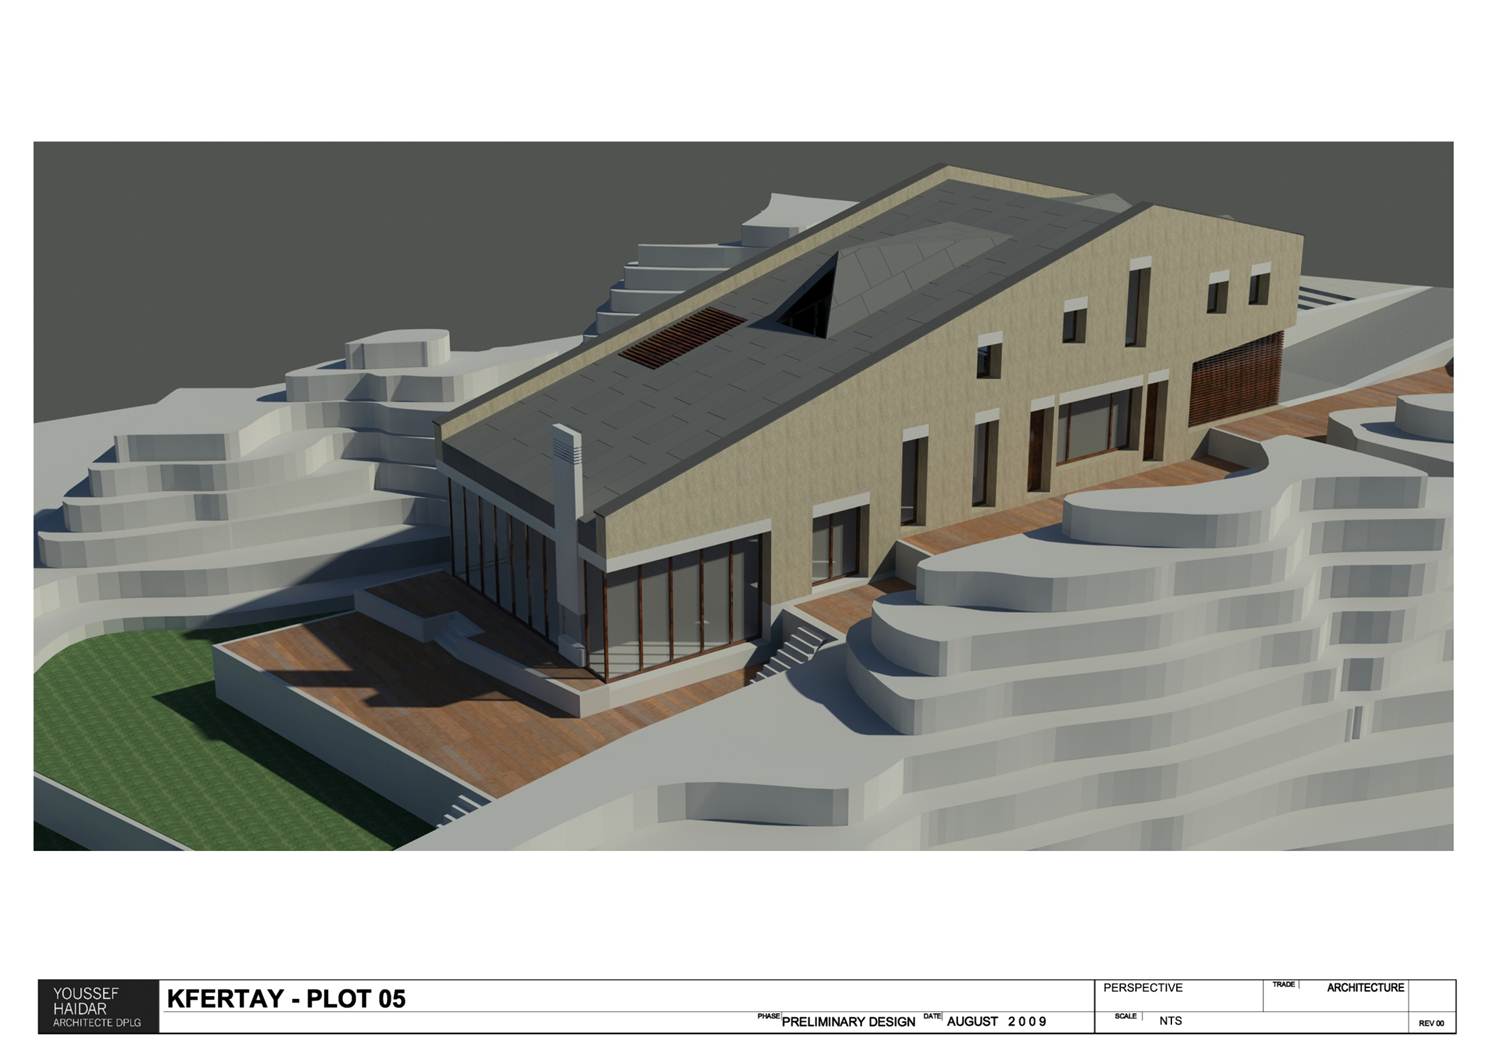 YOUSSEF
HAIDAR
ARCHITECTE DPLG
KFERTAY - PLOT 05
PHASE PRELIMINARY DESIGN DATE AUGUST 2009
PERSPECTIVE
TRADE ARCHITECTURE
SCALE NTS
REV 00